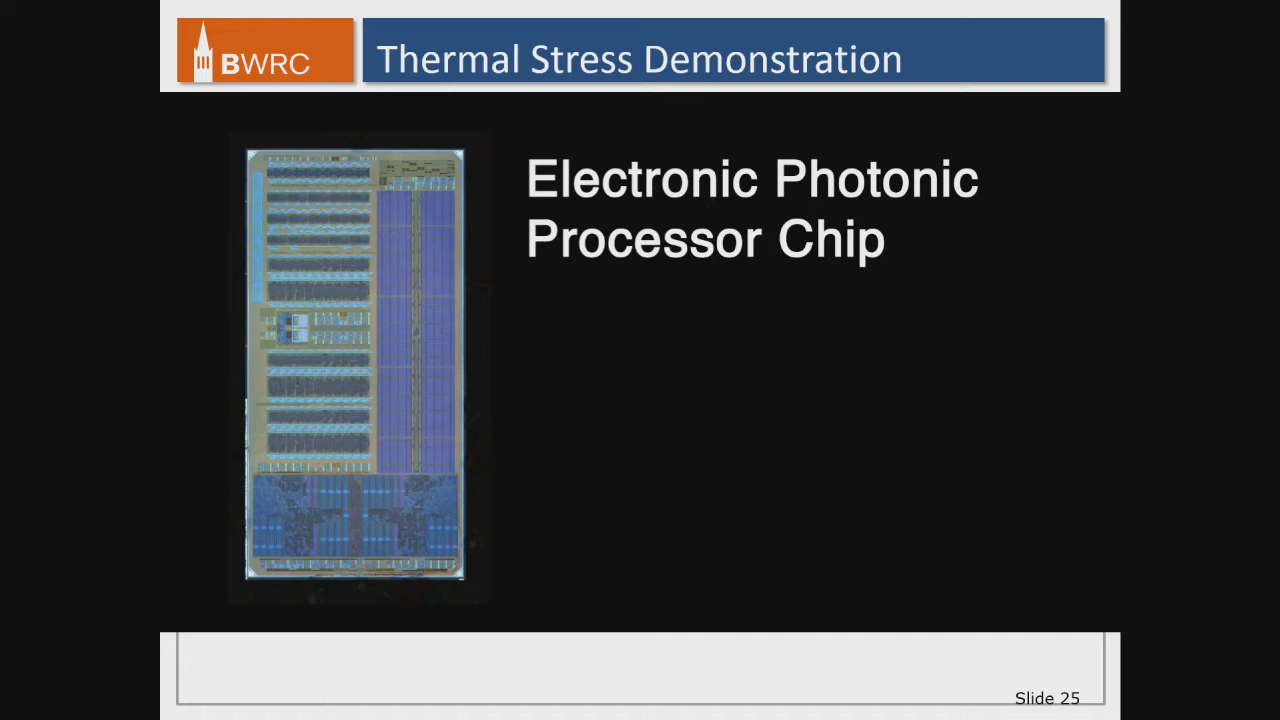 BWRC
Thermal Stress Demonstration
Electronic Photonic
Processor Chip
Slide 25